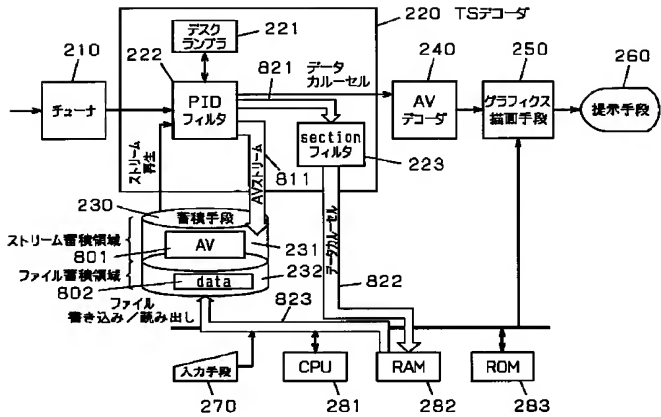 220 TSデコーダ
デスク
ランブラ
221
210
222
821
データ
カルーセル
240
250
260
チューナ
PID
フィルタ
AV
デコーダ
グラフィクス
描画手段
提示手段
section
フィルタ
223
ストリーム
再生
AVストリーム
811
230
蓄積手段
ストリーム蓄積領域
801
AV
231
ファイル蓄積領域
802
data
232
データカルーセル
822
ファイル
書き込み/読み出し
823
入力手段
CPU
RAM
ROM
270
281
282
283